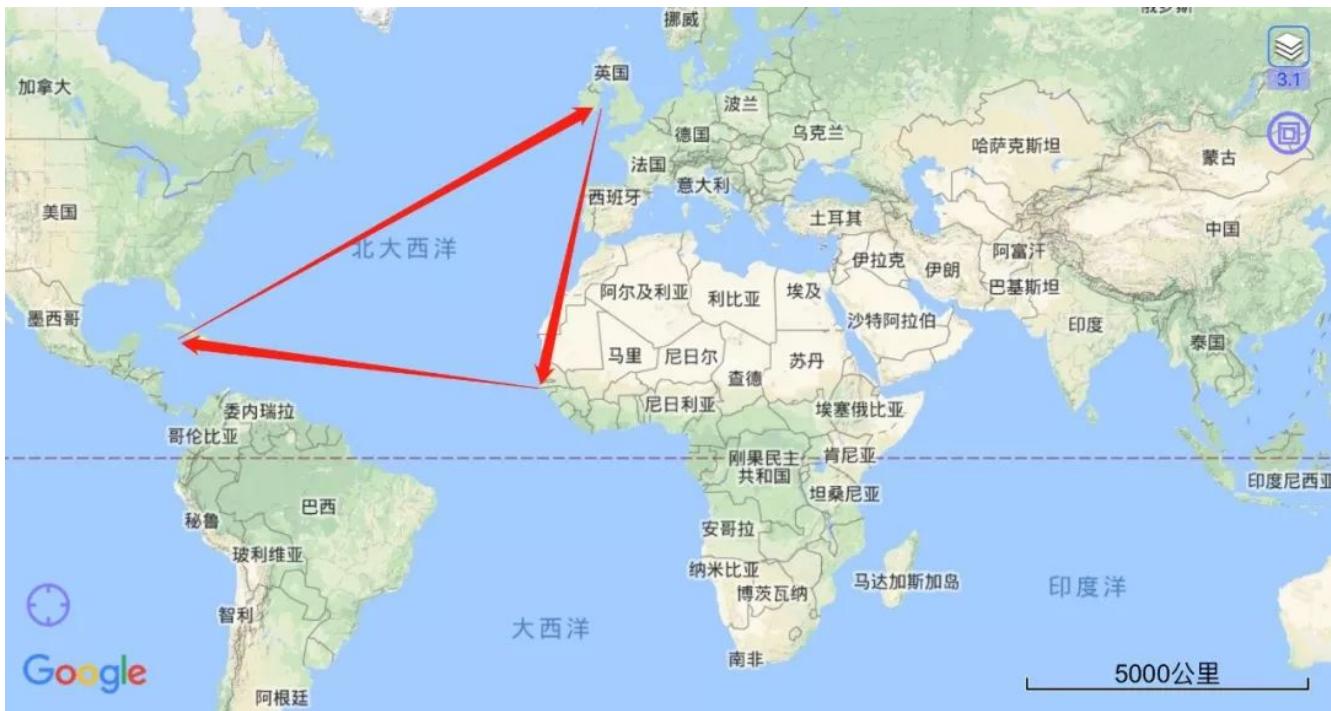 挪威
俄罗斯
英国
加拿大
3.1
波兰
德国
乌克兰
哈萨克斯坦
蒙古
法国
意大利
西班牙
美国
土耳其
中国
北大西洋
伊拉克
伊朗
阿富汗
巴基斯坦
阿尔及利亚
利比亚
埃及
沙特阿拉伯
墨西哥
印度
泰国
马里
尼日尔
苏丹
查德
尼日利亚
埃塞俄比亚
委内瑞拉
哥伦比亚
刚果民主
共和国
肯尼亚
印度尼西亚
坦桑尼亚
巴西
秘鲁
安哥拉
玻利维亚
纳米比亚
博茨瓦纳
马达加斯加岛
印度洋
智利
大西洋
南非
Google
5000公里
阿根廷